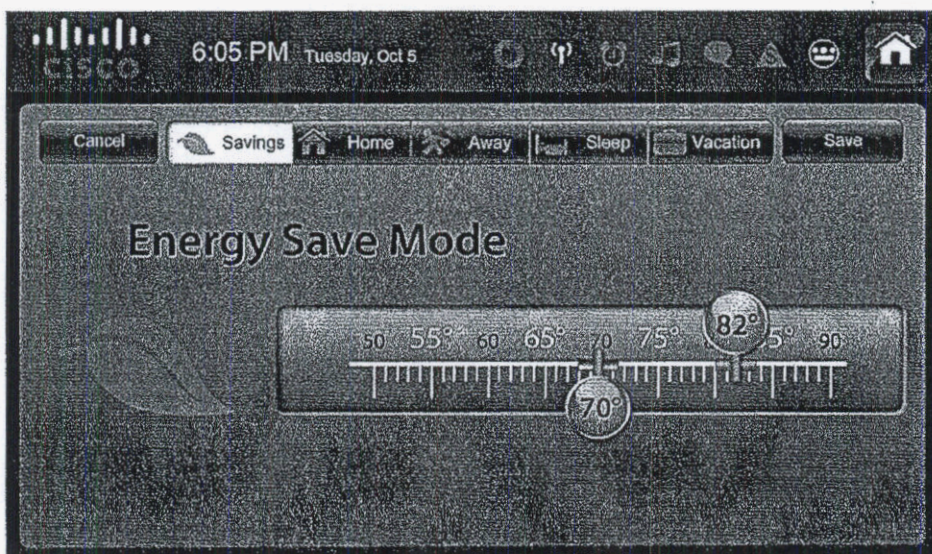 CISCO 6:05 PM Tuesday, Oct 5
Cancel Savings Home Away Sleep Vacation Save
Energy Save Mode
82°
50 55° 60 65° 70 75° 5° 90
70°